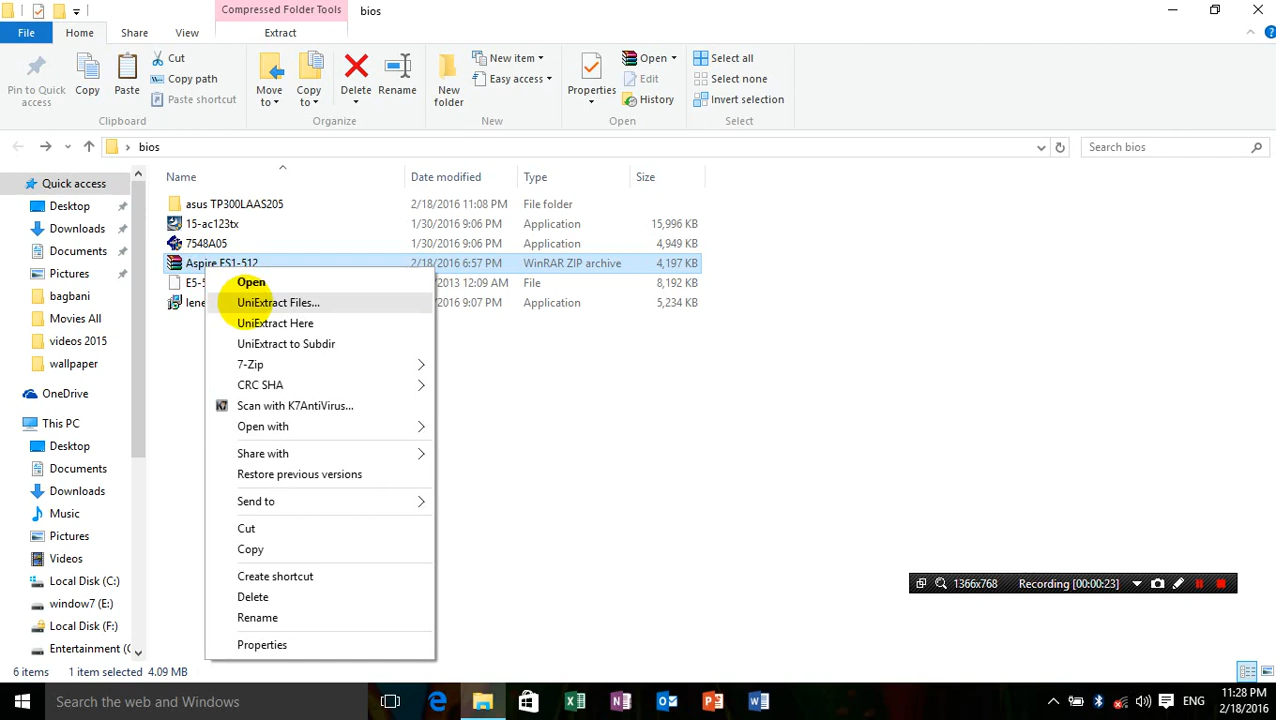 Compressed Folder Tools
bios
File
Home
Share
View
Extract
Pin to Quick access
Copy
Paste
Cut
Copy path
Paste shortcut
Clipboard
Move to
Copy to
Delete
Rename
Organize
New folder
New item
Easy access
New
Properties
Open
Edit
History
Open
Select all
Select none
Invert selection
Select
bios
Search bios
Name
Date modified
Type
Size
asus TP300LAAS205 2/18/2016 11:08 PM File folder
15-ac123tx 1/30/2016 9:06 PM Application 15,996 KB
7548A05 1/30/2016 9:06 PM Application 4,949 KB
Aspire ES1-512 2/18/2016 6:57 PM WinRAR ZIP archive 4,197 KB
2013 12:09 AM File 8,192 KB
2016 9:07 PM Application 5,234 KB
Quick access
Desktop
Downloads
Documents
Pictures
bagbani
Movies All
videos 2015
wallpaper
OneDrive
This PC
Desktop
Documents
Downloads
Music
Pictures
Videos
Local Disk (C:)
window7 (E:)
Local Disk (F:)
Entertainment (
Open
UniExtract Files...
UniExtract Here
UniExtract to Subdir
7-Zip
CRC SHA
K7 Scan with K7AntiVirus...
Open with
Share with
Restore previous versions
Send to
Cut
Copy
Create shortcut
Delete
Rename
Properties
1366x768 Recording [00:00:23]
6 items 1 item selected 4.09 MB
Search the web and Windows
ENG
11:28 PM
2/18/2016